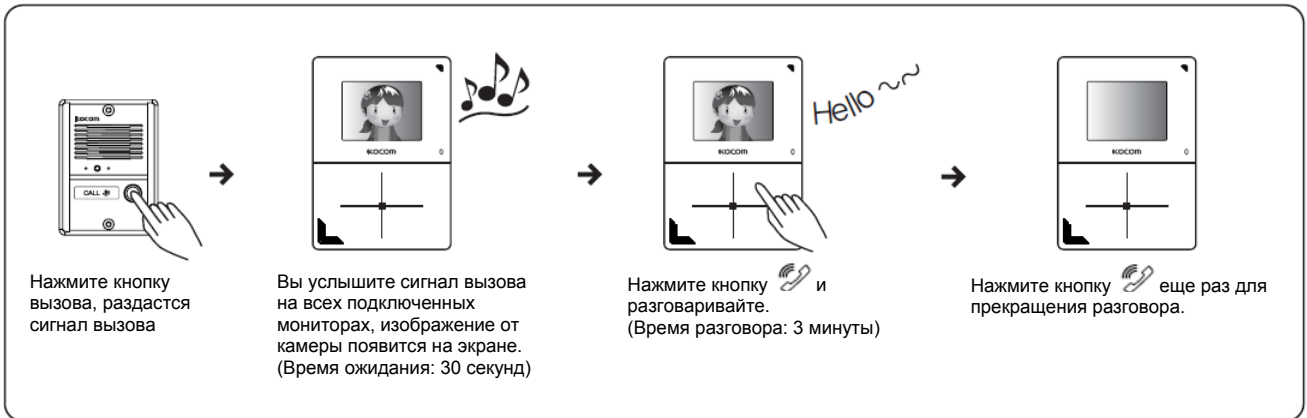 KOCOM
CALL
Нажмите кнопку
вызова, раздастся
сигнал вызова
KOCOM
Вы услышите сигнал вызова
на всех подключенных
мониторах, изображение от
камеры появится на экране.
(Время ожидания: 30 секунд)
Hello
KOCOM
Нажмите кнопку и
разговаривайте.
(Время разговора: 3 минуты)
KOCOM
Нажмите кнопку еще раз для
прекращения разговора.